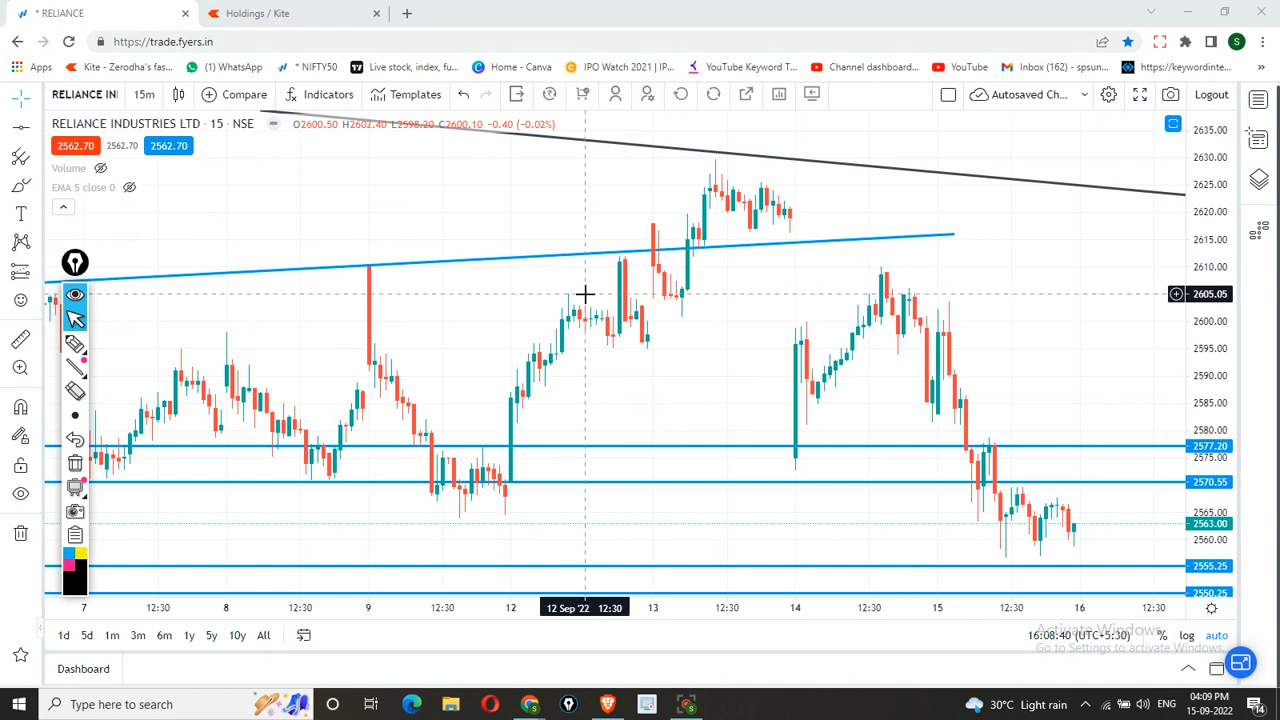 * RELIANCE
Holdings / Kite
https://trade.fyers.in
S
Apps
Kite - Zerodha's fas...
(1) WhatsApp
* NIFTY50
Live stock, index, fu...
Home - Canva
IPO Watch 2021 | IP...
YouTube Keyword T...
Channel dashboard...
YouTube
Inbox (162) - spsun...
https://keywordinte...
»
RELIANCE IN
15m
Compare
Indicators
Templates
Autosaved Ch...
Logout
RELIANCE INDUSTRIES LTD · 15 · NSE
O2600.50 H2602.40 L2598.20 C2600.10 −0.40 (−0.02%)
2562.70 2562.70 2562.70
Volume
EMA 5 close 0
2635.00
2630.00
2625.00
2620.00
2615.00
2610.00
2605.05
2600.00
2595.00
2590.00
2585.00
2580.00
2577.20
2575.00
2570.55
2565.00
2563.00
2560.00
2555.25
2550.25
7 12:30 8 12:30 9 12:30 12 12 Sep '22 12:30 13 12:30 14 12:30 15 12:30 16 12:30
1d 5d 1m 3m 6m 1y 5y 10y All
16:08:40 (UTC+5:30) % log auto
Activate Windows
Go to Settings to activate Windows.
Dashboard
Type here to search
30°C Light rain
ENG
04:09 PM
15-09-2022
14